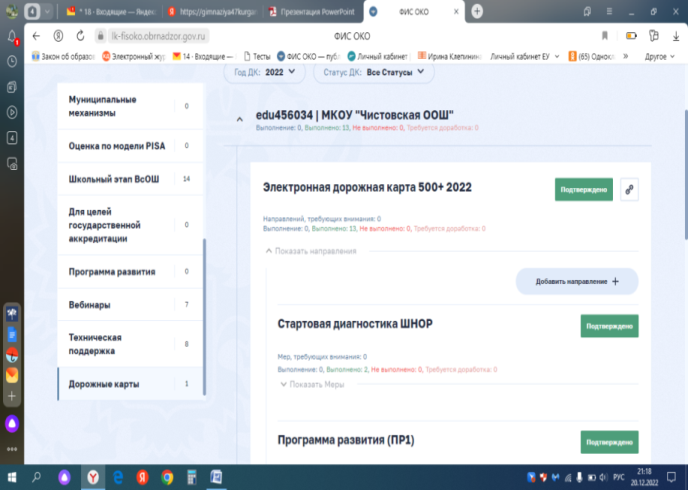 4
* 18 · Входящие — Яндекс
https://gimnaziya47kurgan
Презентация PowerPoint
ФИС ОКО
lk-fisoko.obrnadzor.gov.ru
ФИС ОКО
Закон об образов
Электронный жур
14 · Входящие —
Тесты
ФИС ОКО — публ
Личный кабинет
Ирина Клепинина
Личный кабинет ЕУ
(65) Однокл
Другое
Год ДК: 2022
Статус ДК: Все Статусы
Муниципальные механизмы 0
Оценка по модели PISA 0
Школьный этап ВсОШ 14
Для целей государственной аккредитации 0
Программа развития 0
Вебинары 7
Техническая поддержка 8
Дорожные карты 1
edu456034 | МКОУ "Чистовская ООШ"
Выполнение: 0, Выполнено: 13, Не выполнено: 0, Требуется доработка: 0
Электронная дорожная карта 500+ 2022
Подтверждено
Направлений, требующих внимания: 0
Выполнение: 0, Выполнено: 13, Не выполнено: 0, Требуется доработка: 0
Показать направления
Добавить направление +
Стартовая диагностика ШНОР
Подтверждено
Мер, требующих внимания: 0
Выполнение: 0, Выполнено: 2, Не выполнено: 0, Требуется доработка: 0
Показать Меры
Программа развития (ПР1)
Подтверждено
РУС
21:18
20.12.2022